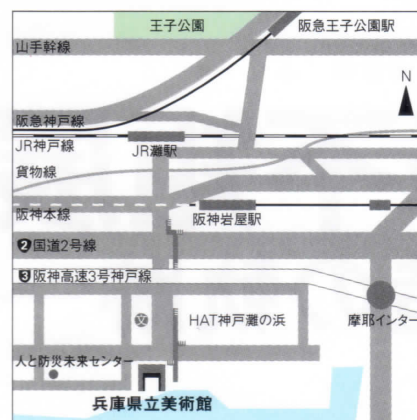 王子公園
阪急王子公園駅
山手幹線
N
阪急神戸線
JR神戸線
JR灘駅
貨物線
阪神本線
阪神岩屋駅
2 国道2号線
3 阪神高速3号神戸線
文
HAT神戸灘の浜
摩耶インター
人と防災未来センター
兵庫県立美術館